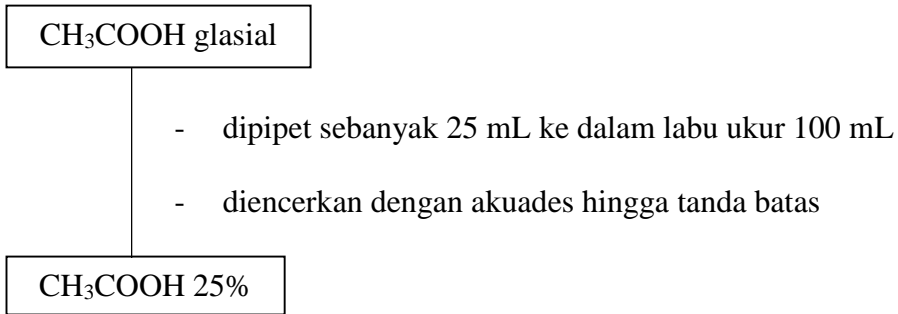 CH₃COOH glasial
- dipipet sebanyak 25 mL ke dalam labu ukur 100 mL
- diencerkan dengan akuades hingga tanda batas
CH₃COOH 25%